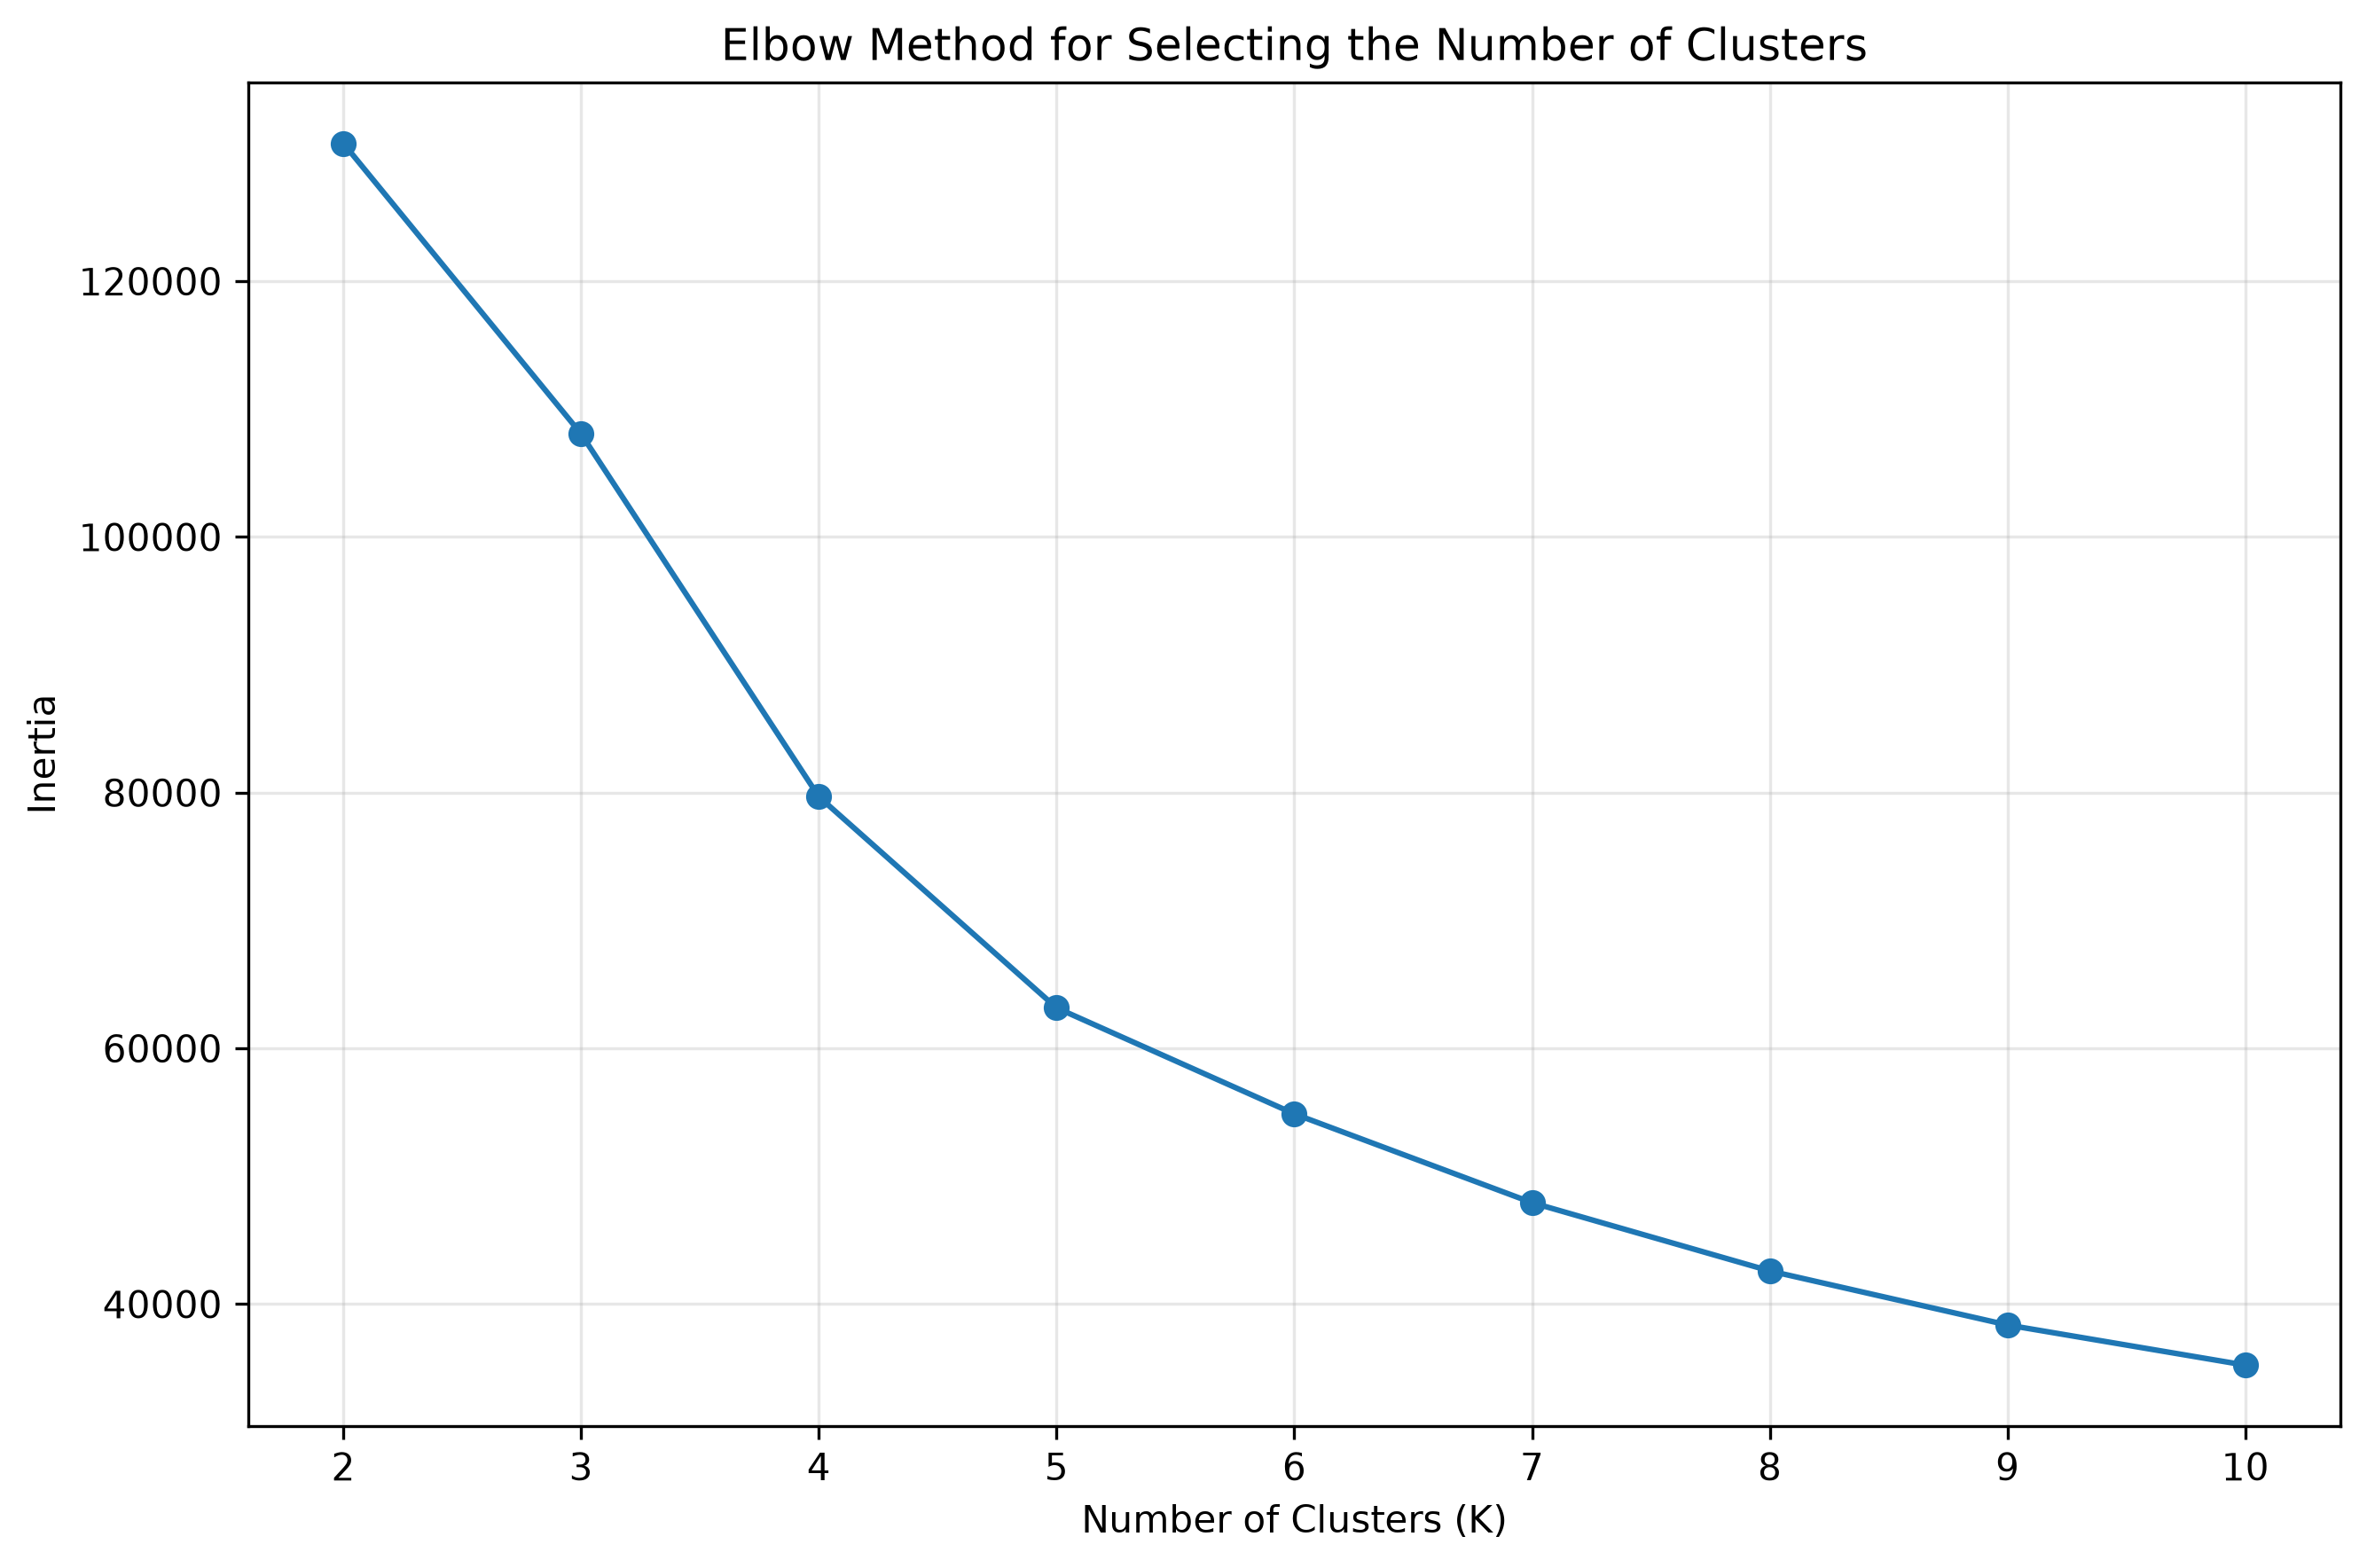 Elbow Method for Selecting the Number of Clusters
120000
100000
80000
60000
40000
Inertia
2 3 4 5 6 7 8 9 10
Number of Clusters (K)